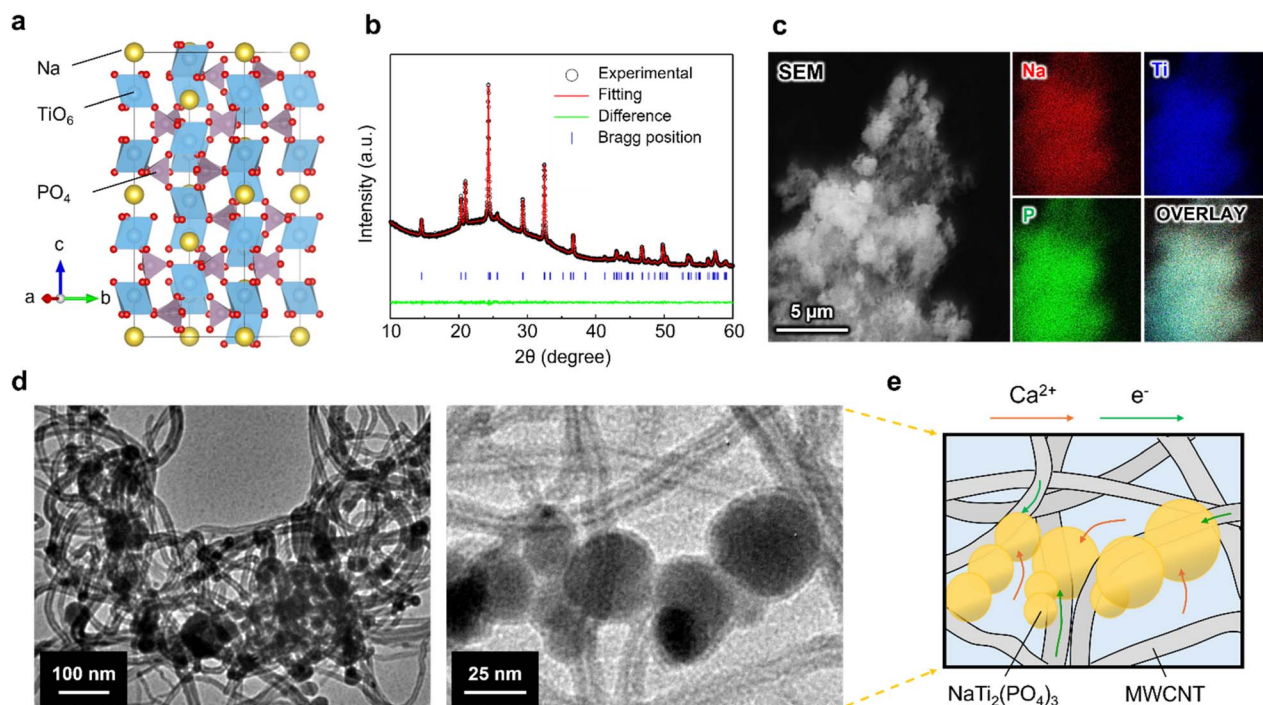 a
Na
TiO6
PO4
c
a
b
b
Experimental
Fitting
Difference
Bragg position
Intensity (a.u.)
10
20
30
40
50
60
2θ (degree)
c
SEM
5 μm
Na
Ti
P
OVERLAY
d
100 nm
25 nm
e
Ca2+
e-
NaTi2(PO4)3
MWCNT